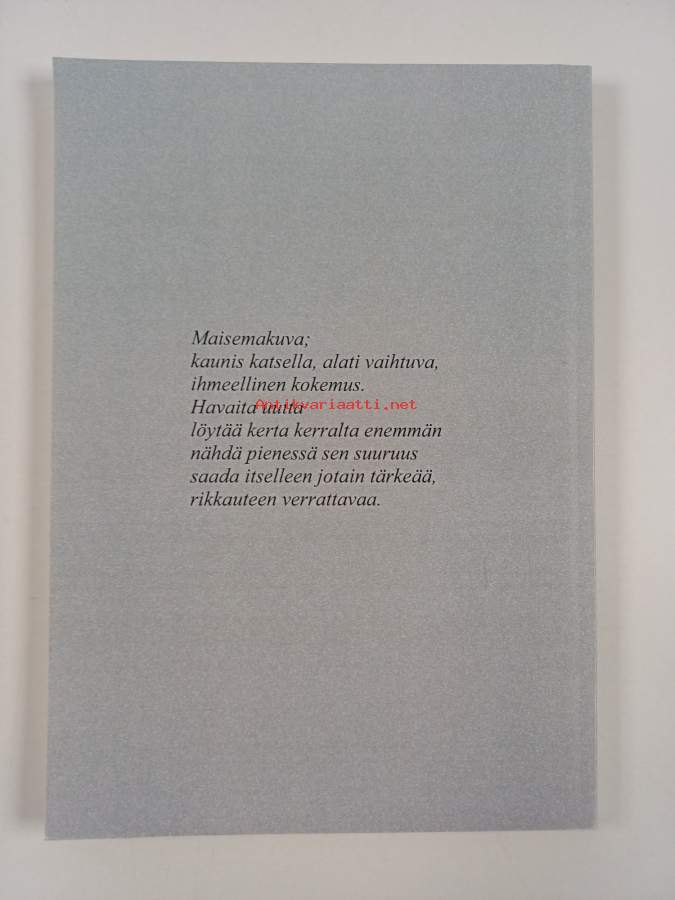 Maisemakuva;
kaunis katsella, alati vaihtuva,
ihmeellinen kokemus.
Antikvariaatti.net
Havaita uutta
löytää kerta kerralta enemmän
nähdä pienessä sen suuruus
saada itselleen jotain tärkeää,
rikkauteen verrattavaa.